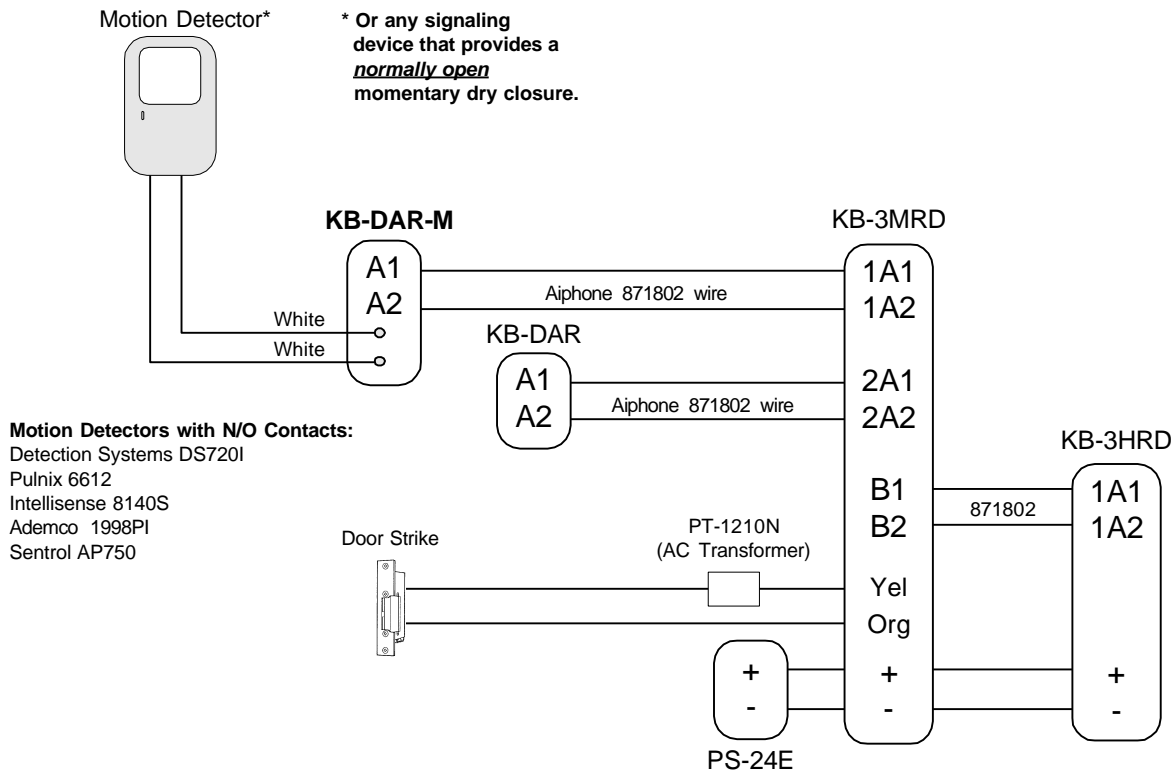 Motion Detector*
* Or any signaling
device that provides a
normally open
momentary dry closure.
KB-DAR-M
A1
A2
White
White
Aiphone 871802 wire
KB-3MRD
1A1
1A2
2A1
2A2
B1
B2
Yel
Org
+
-
KB-DAR
A1
A2
Aiphone 871802 wire
Motion Detectors with N/O Contacts:
Detection Systems DS720I
Pulnix 6612
Intellisense 8140S
Ademco 1998PI
Sentrol AP750
KB-3HRD
1A1
1A2
+
-
871802
Door Strike
PT-1210N
(AC Transformer)
+
-
PS-24E